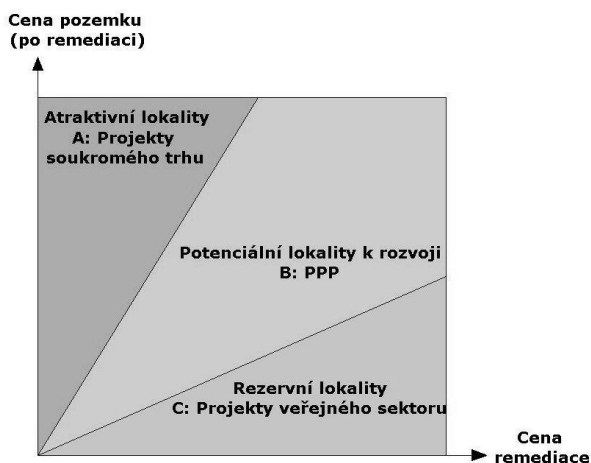 Cena pozemku
(po remediaci)
Atraktivní lokality
A: Projekty
soukromého trhu
Potenciální lokality k rozvoji
B: PPP
Rezervní lokality
C: Projekty veřejného sektoru
Cena
remediace